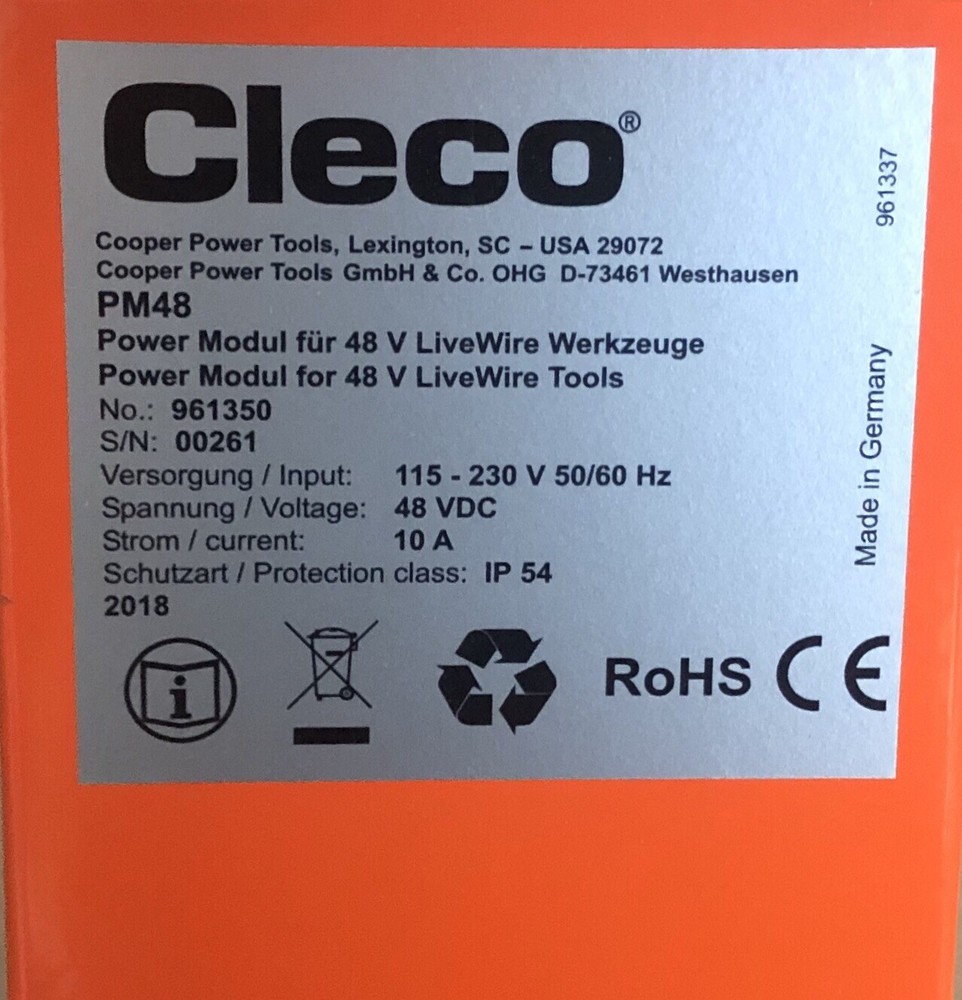 Cleco®
Cooper Power Tools, Lexington, SC – USA 29072
Cooper Power Tools GmbH & Co. OHG D-73461 Westhausen
PM48
Power Modul für 48 V LiveWire Werkzeuge
Power Modul for 48 V LiveWire Tools
No.: 961350
S/N: 00261
Versorgung / Input: 115 - 230 V 50/60 Hz
Spannung / Voltage: 48 VDC
Strom / current: 10 A
Schutzart / Protection class: IP 54
2018
i
RoHS CE
Made in Germany
961337